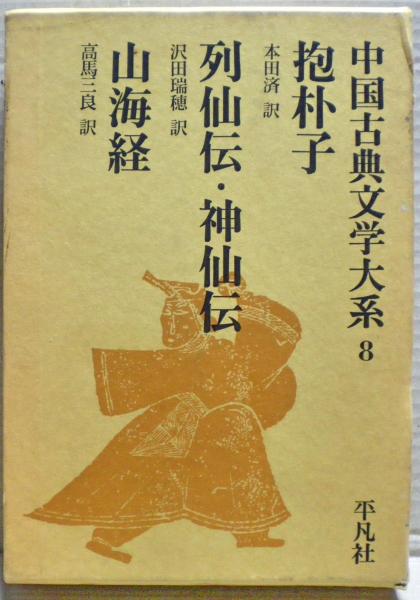 中国古典文学大系 8
抱朴子
本田済 訳
列仙伝・神仙伝
沢田瑞穂 訳
山海経
高馬三良 訳
平凡社